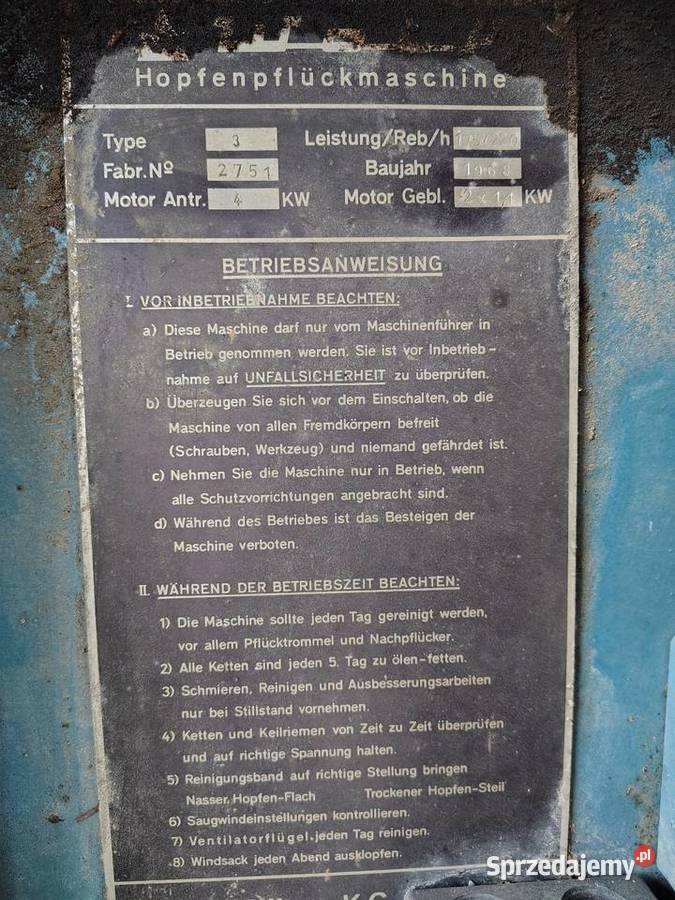 Hopfenpflückmaschine
Type 3 Leistung/Reb/h
Fabr.Nº 2751 Baujahr 1968
Motor Antr. 4 KW Motor Gebl. 2x11 KW
BETRIEBSANWEISUNG
I. VOR INBETRIEBNAHME BEACHTEN:
a) Diese Maschine darf nur vom Maschinenführer in
Betrieb genommen werden. Sie ist vor Inbetrieb-
nahme auf UNFALLSICHERHEIT zu überprüfen.
b) Überzeugen Sie sich vor dem Einschalten, ob die
Maschine von allen Fremdkörpern befreit
(Schrauben, Werkzeug) und niemand gefährdet ist.
c) Nehmen Sie die Maschine nur in Betrieb, wenn
alle Schutzvorrichtungen angebracht sind.
d) Während des Betriebes ist das Besteigen der
Maschine verboten.
II. WÄHREND DER BETRIEBSZEIT BEACHTEN:
1) Die Maschine sollte jeden Tag gereinigt werden,
vor allem Pflücktrommel und Nachpflücker.
2) Alle Ketten sind jeden 5. Tag zu ölen-fetten.
3) Schmieren, Reinigen und Ausbesserungsarbeiten
nur bei Stillstand vornehmen.
4) Ketten und Keilriemen von Zeit zu Zeit überprüfen
und auf richtige Spannung halten.
5) Reinigungsband auf richtige Stellung bringen
Nasser Hopfen-Flach Trockener Hopfen-Steil
6) Saugwindeinstellungen kontrollieren.
7) Ventilatorflügel jeden Tag reinigen.
8) Windsack jeden Abend ausklopfen.
Sprzedajemy.pl